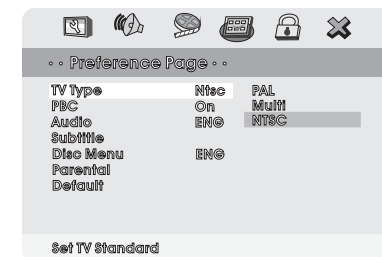 •• Preference Page ••
TV Type Ntsc PAL
PBC On Multi
Audio ENG NTSC
Subtitle
Disc Menu ENG
Parental
Default
Set TV Standard